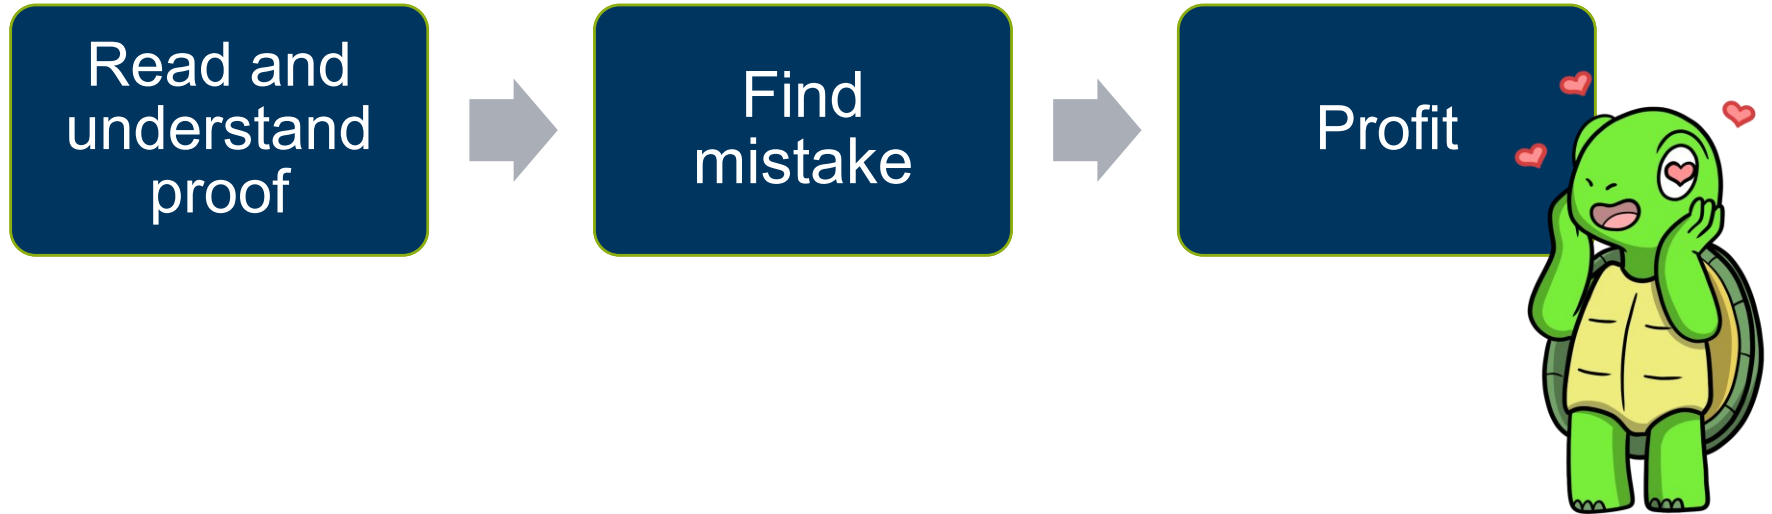 Read and
understand
proof
Find
mistake
Profit